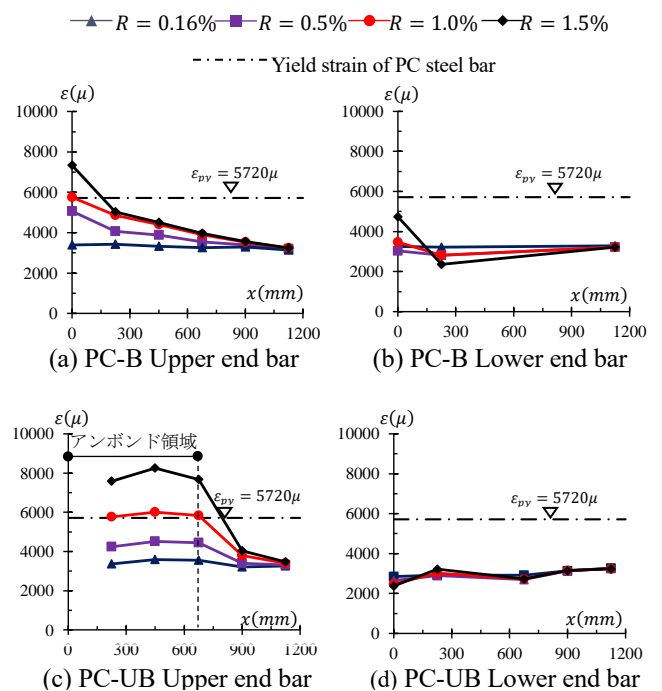 R = 0.16% R = 0.5% R = 1.0% R = 1.5%
Yield strain of PC steel bar
ε(μ) ε(μ)
10000 10000
8000 8000
ε_py = 5720μ ε_py = 5720μ
6000 6000
4000 4000
2000 2000
x(mm) x(mm)
0 0
0 300 600 900 1200 0 300 600 900 1200
(a) PC-B Upper end bar (b) PC-B Lower end bar
ε(μ) ε(μ)
10000 アンボンド領域 10000
8000 8000
ε_py = 5720μ ε_py = 5720μ
6000 6000
4000 4000
2000 2000
x(mm) x(mm)
0 0
0 300 600 900 1200 0 300 600 900 1200
(c) PC-UB Upper end bar (d) PC-UB Lower end bar